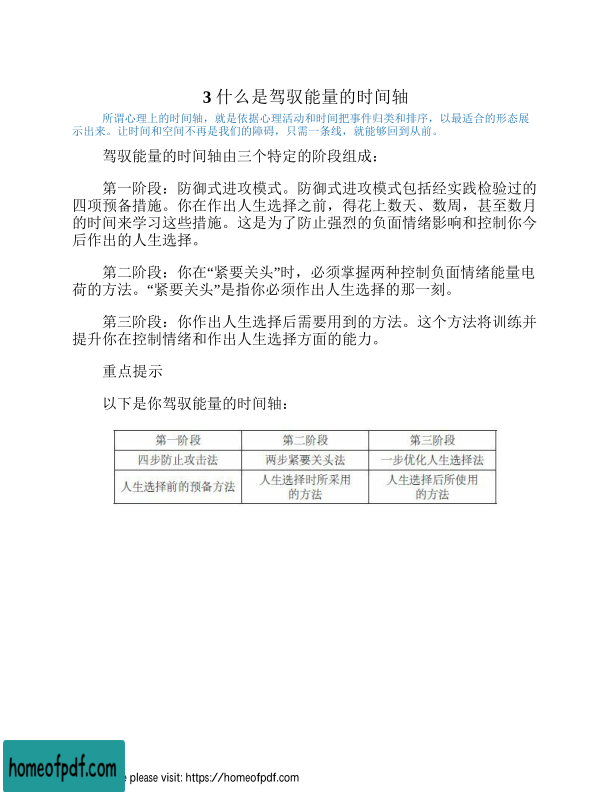 3 什么是驾驭能量的时间轴
所谓心理上的时间轴，就是依据心理活动和时间把事件归类和排序，以最适合的形态展
示出来。让时间和空间不再是我们的障碍，只需一条线，就能够回到从前。
驾驭能量的时间轴由三个特定的阶段组成：
第一阶段：防御式进攻模式。防御式进攻模式包括经实践检验过的
四项预备措施。你在作出人生选择之前，得花上数天、数周，甚至数月
的时间来学习这些措施。这是为了防止强烈的负面情绪影响和控制你今
后作出的人生选择。
第二阶段：你在“紧要关头”时，必须掌握两种控制负面情绪能量电
荷的方法。“紧要关头”是指你必须作出人生选择的那一刻。
第三阶段：你作出人生选择后需要用到的方法。这个方法将训练并
提升你在控制情绪和作出人生选择方面的能力。
重点提示
以下是你驾驭能量的时间轴：
第一阶段 第二阶段 第三阶段
四步防止攻击法 两步紧要关头法 一步优化人生选择法
人生选择前的预备方法 人生选择时所采用 人生选择后所使用
的方法 的方法
homeofpdf.com
please visit: https://homeofpdf.com